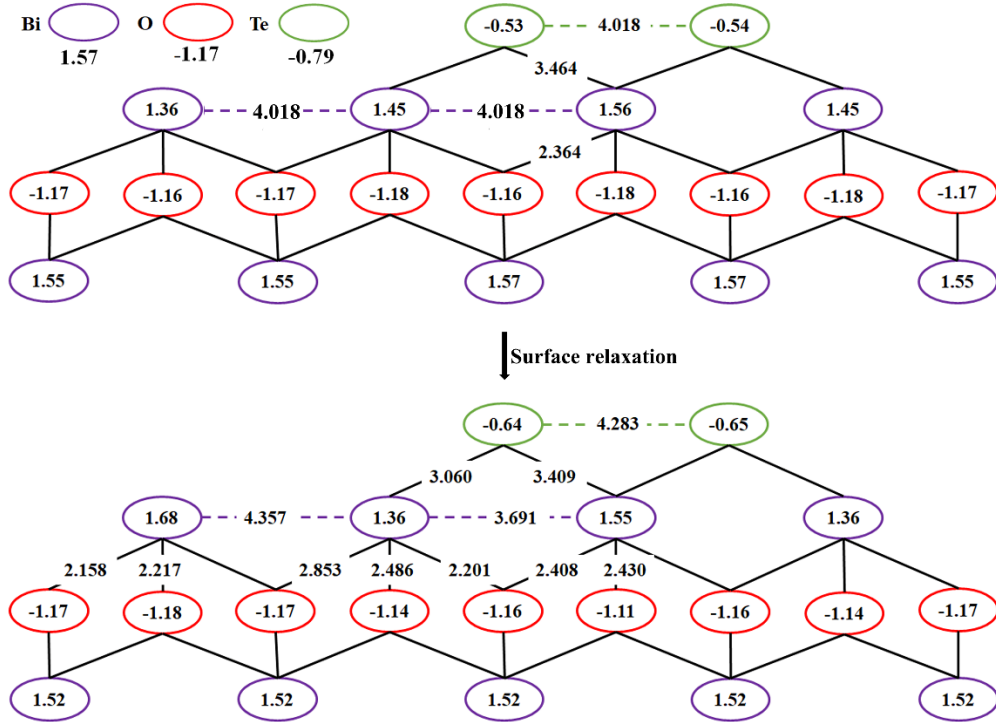 Bi O Te
1.57 -1.17 -0.79
-0.53 4.018 -0.54
3.464
1.36 4.018 1.45 4.018 1.56 1.45
2.364
-1.17 -1.16 -1.17 -1.18 -1.16 -1.18 -1.16 -1.18 -1.17
1.55 1.55 1.57 1.57 1.55
Surface relaxation
-0.64 4.283 -0.65
3.060 3.409
1.68 4.357 1.36 3.691 1.55 1.36
2.158 2.217 2.853 2.486 2.201 2.408 2.430
-1.17 -1.18 -1.17 -1.14 -1.16 -1.11 -1.16 -1.14 -1.17
1.52 1.52 1.52 1.52 1.52